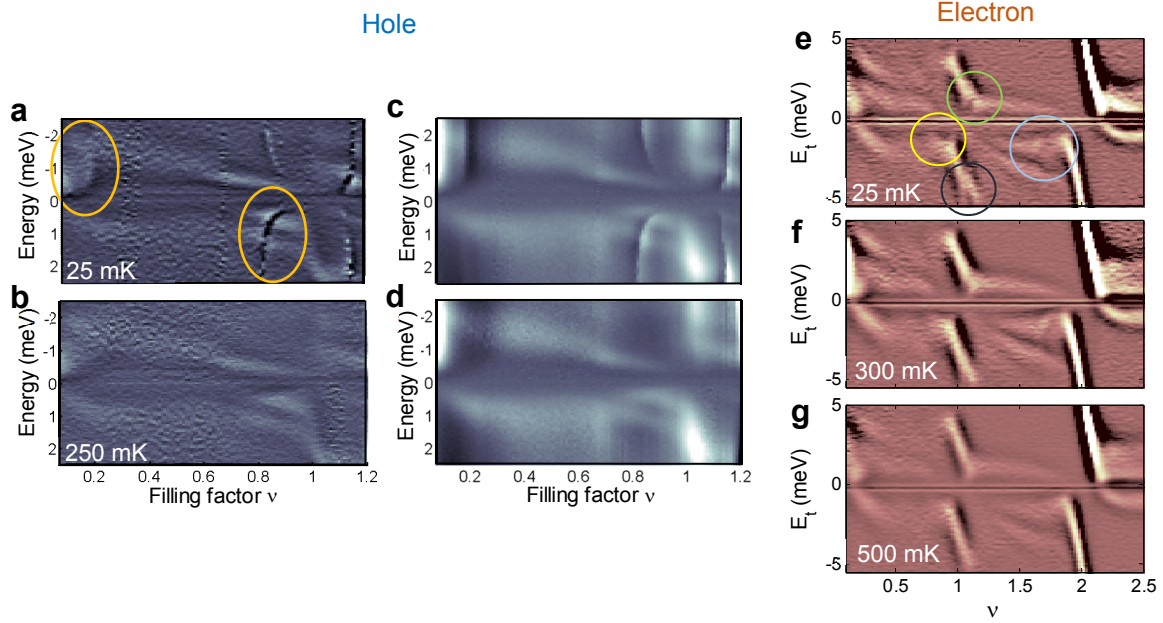 Hole
Electron
a
-2
-1
0
1
2
Energy (meV)
25 mK
b
-2
-1
0
1
2
Energy (meV)
250 mK
0.2
0.4
0.6
0.8
1
1.2
Filling factor ν
c
2
1
0
1
2
Energy (meV)
d
-2
-1
0
1
2
Energy (meV)
0.2
0.4
0.6
0.8
1
1.2
Filling factor ν
e
5
0
-5
E_t (meV)
25 mK
f
5
0
-5
E_t (meV)
300 mK
g
5
0
-5
E_t (meV)
500 mK
0.5
1
1.5
2
2.5
ν